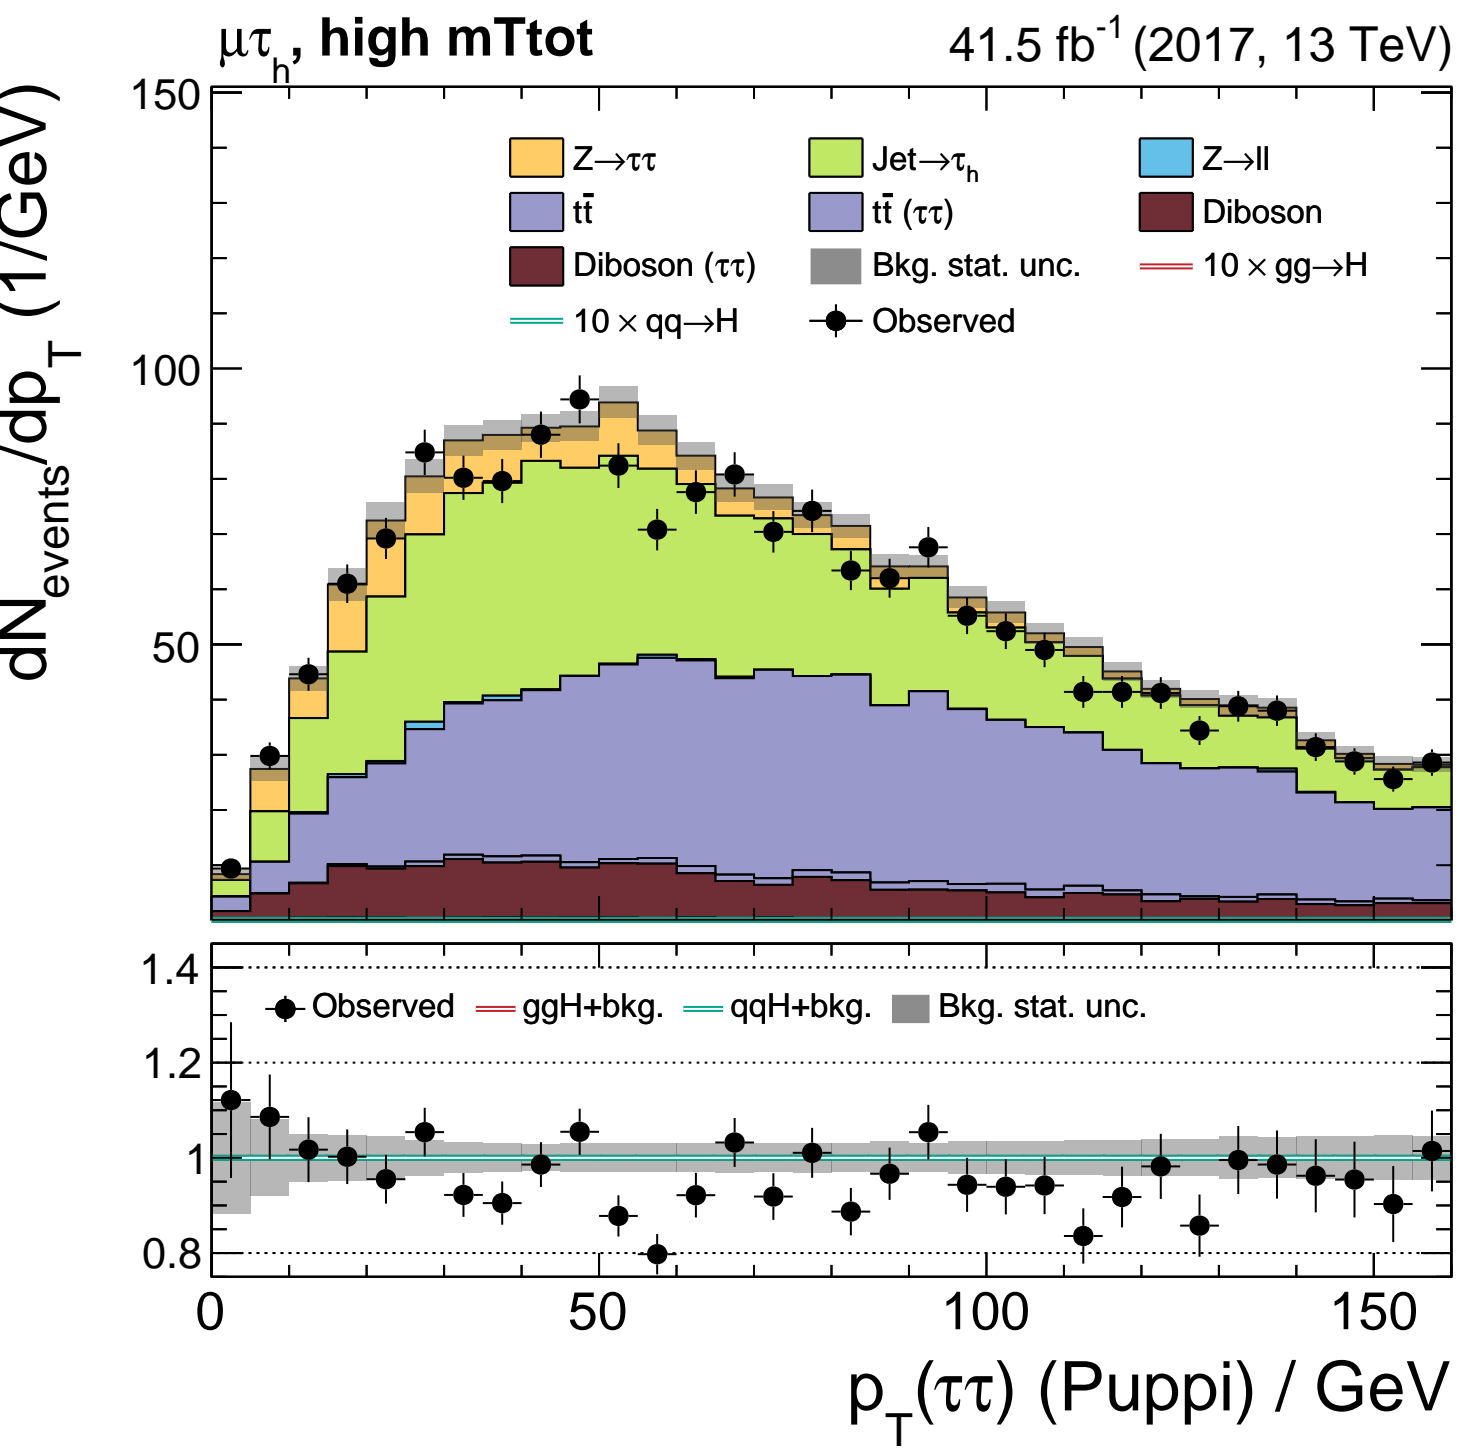 μτh, high mTtot 41.5 fb-1 (2017, 13 TeV)
dNevents/dpT (1/GeV)
150
100
50
Z→ττ Jet→τh Z→ll
tt̄ tt̄ (ττ) Diboson
Diboson (ττ) Bkg. stat. unc. 10 × gg→H
10 × qq→H Observed
1.4
1.2
1
0.8
Observed ggH+bkg. qqH+bkg. Bkg. stat. unc.
0 50 100 150
pT(ττ) (Puppi) / GeV